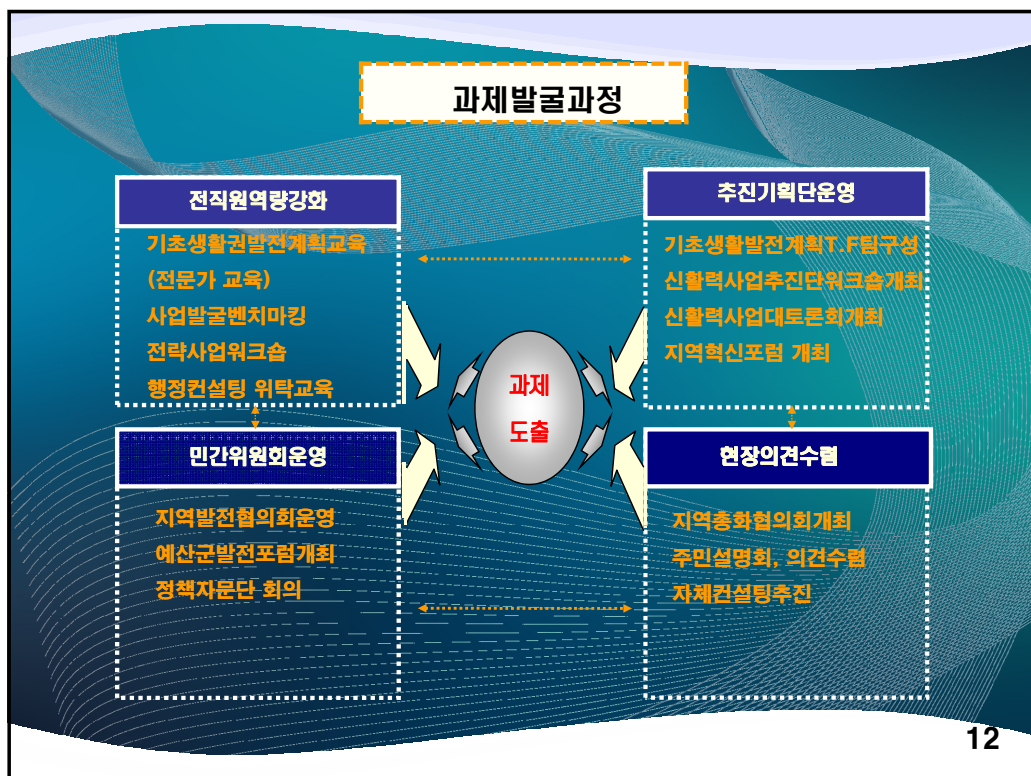 과제발굴과정
전직원역량강화
기초생활권발전계획교육
(전문가 교육)
사업발굴벤치마킹
전략사업워크숍
행정컨설팅 위탁교육
추진기획단운영
기초생활발전계획T.F팀구성
신활력사업추진단워크숍개최
신활력사업대토론회개최
지역혁신포럼 개최
과제
도출
민간위원회운영
지역발전협의회운영
예산군발전포럼개최
정책자문단 회의
현장의견수렴
지역총화협의회개최
주민설명회, 의견수렴
자체컨설팅추진
12